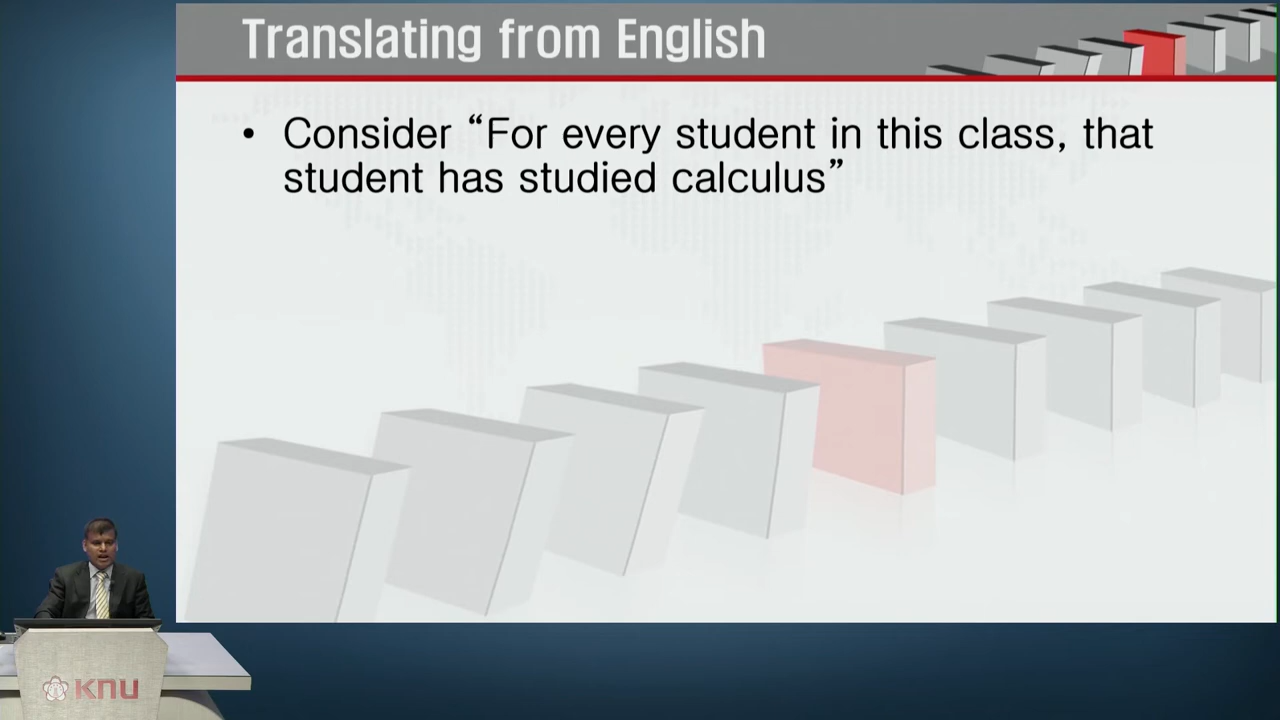 Translating from English
• Consider “For every student in this class, that
student has studied calculus”
KNU